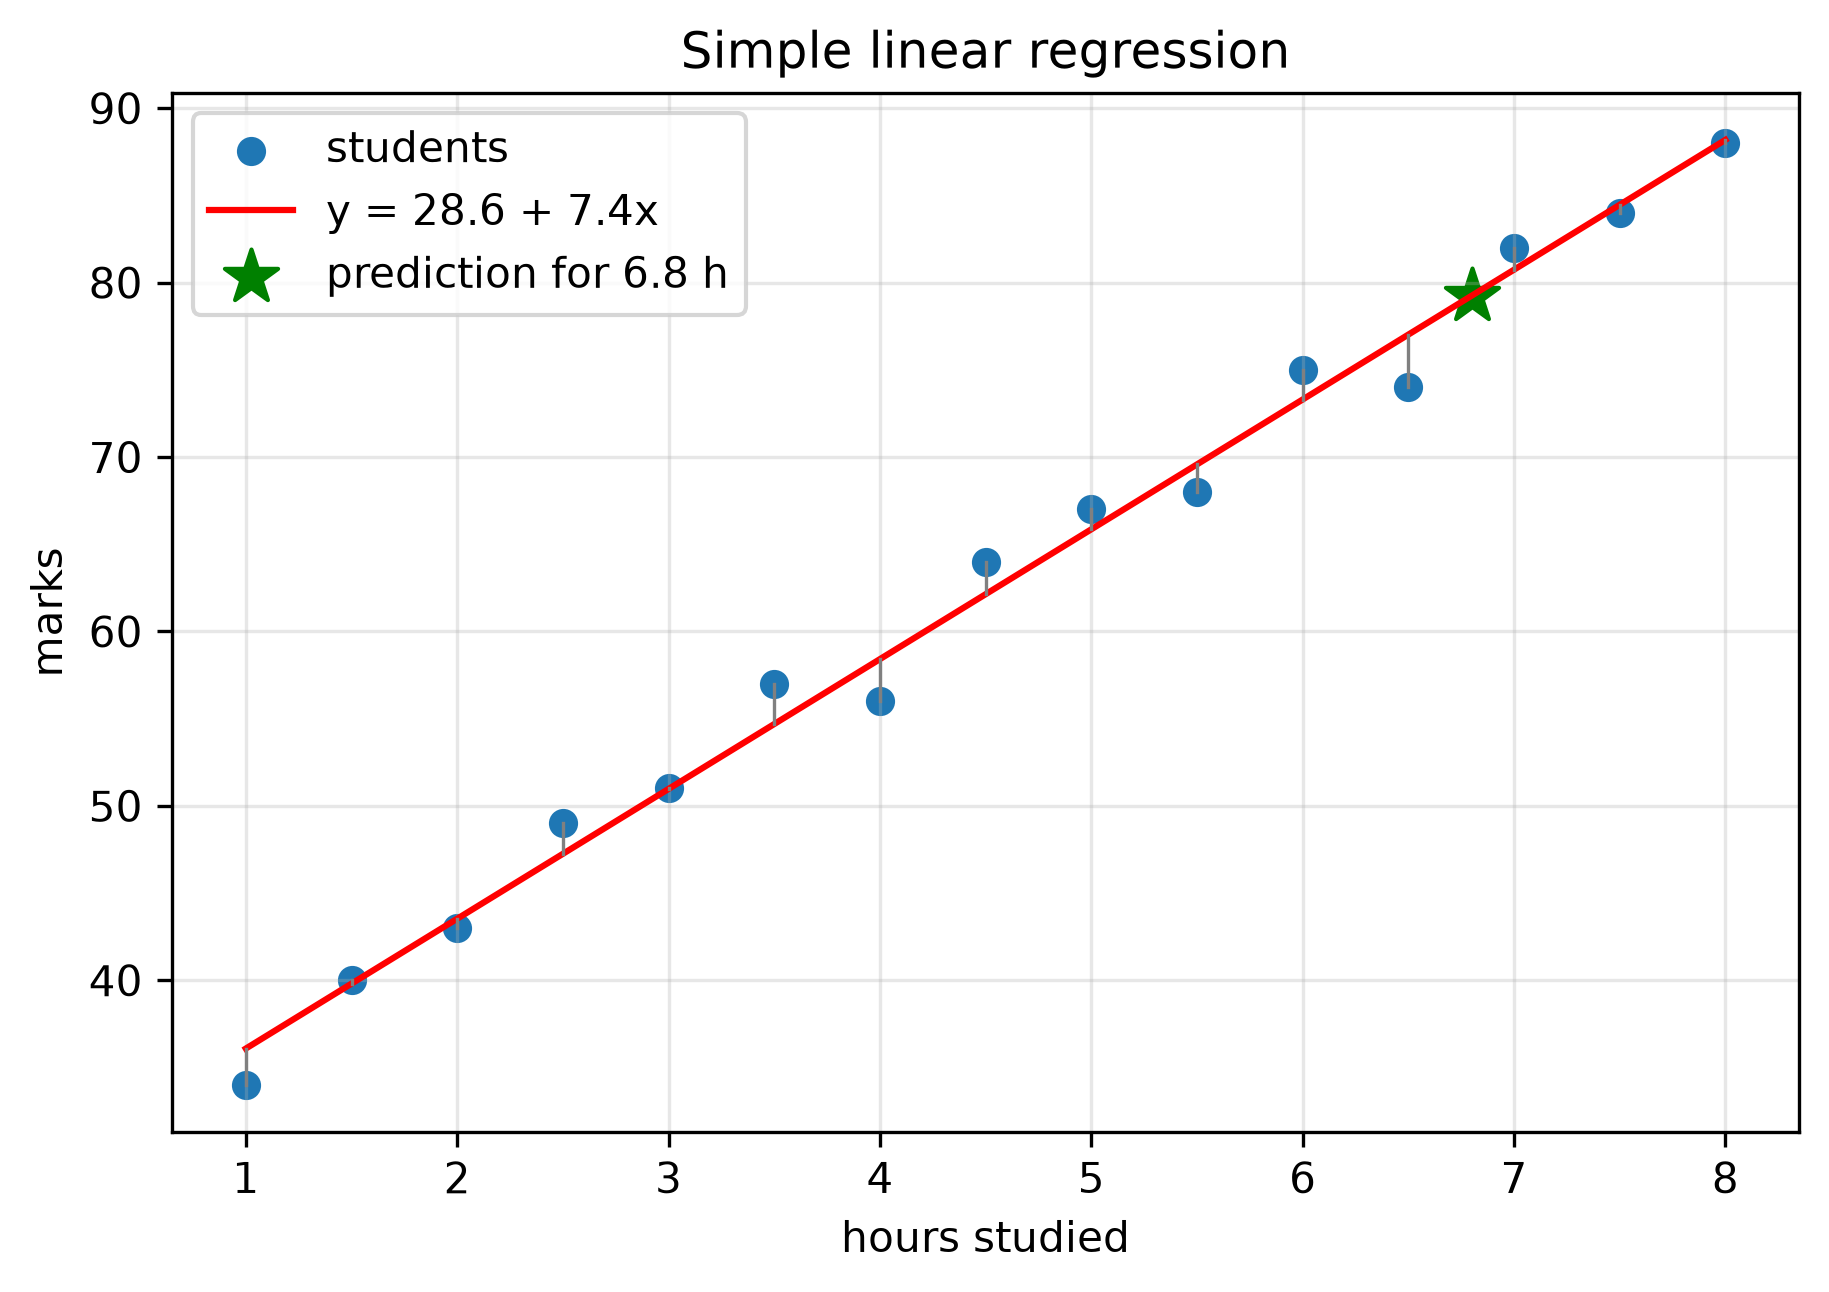 Simple linear regression
students
y = 28.6 + 7.4x
prediction for 6.8 h
90
80
70
60
50
40
marks
1 2 3 4 5 6 7 8
hours studied